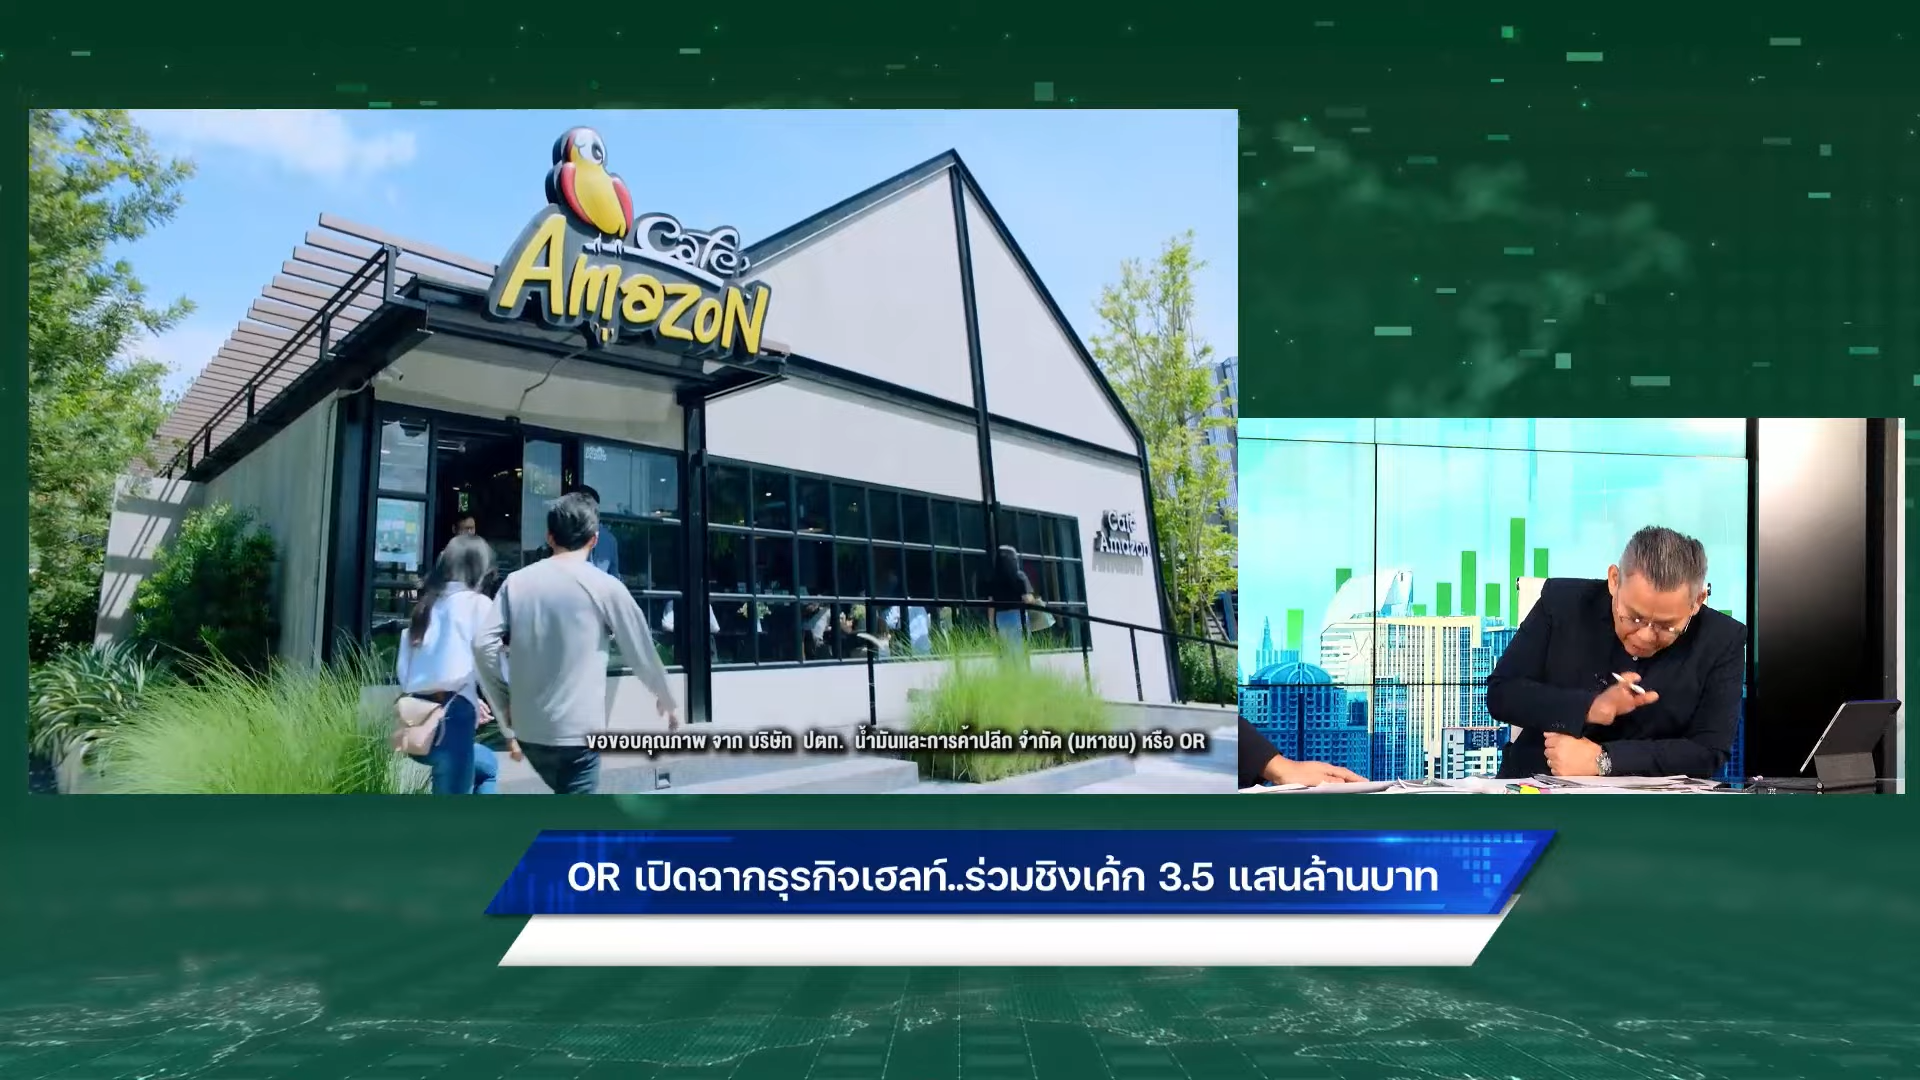 Café
Amazon
Café
Amazon
ขอขอบคุณภาพ จาก บริษัท ปตท. น้ำมันและการค้าปลีก จำกัด (มหาชน) หรือ OR
OR เปิดฉากธุรกิจเฮลท์..ร่วมชิงเค้ก 3.5 แสนล้านบาท